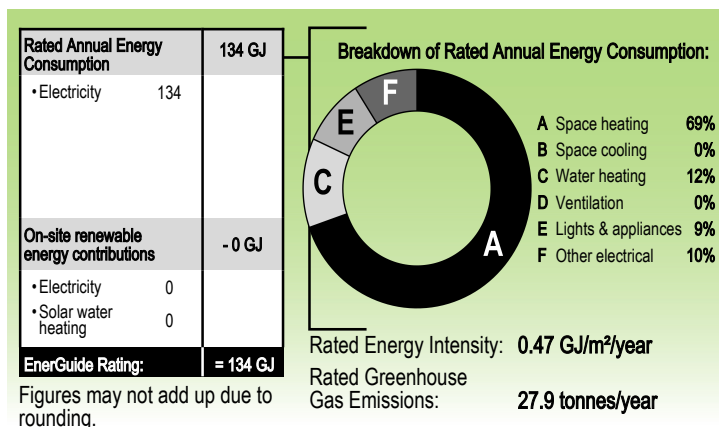 Rated Annual Energy
Consumption
134 GJ
• Electricity 134
On-site renewable
energy contributions
- 0 GJ
• Electricity 0
• Solar water
heating 0
EnerGuide Rating: = 134 GJ
Figures may not add up due to
rounding.
Breakdown of Rated Annual Energy Consumption:
F
E
C
A
A Space heating 69%
B Space cooling 0%
C Water heating 12%
D Ventilation 0%
E Lights & appliances 9%
F Other electrical 10%
Rated Energy Intensity: 0.47 GJ/m²/year
Rated Greenhouse
Gas Emissions: 27.9 tonnes/year